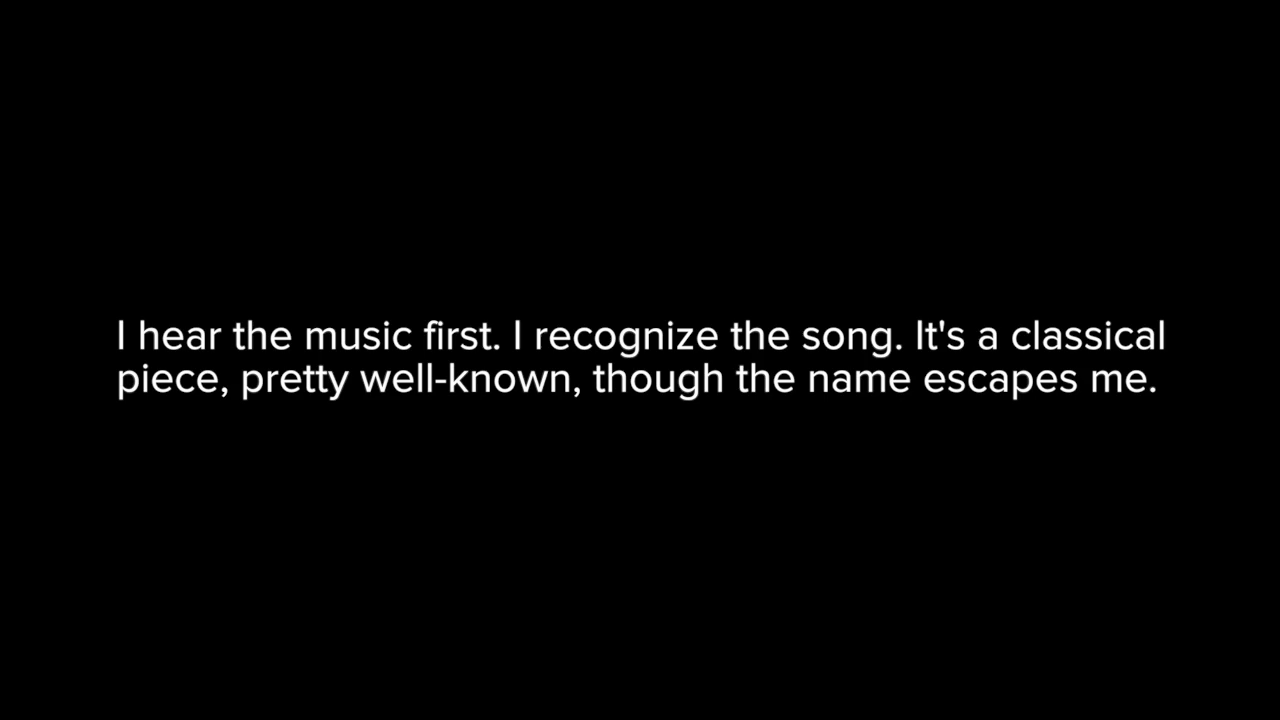 I hear the music first. I recognize the song. It's a classical
piece, pretty well-known, though the name escapes me.